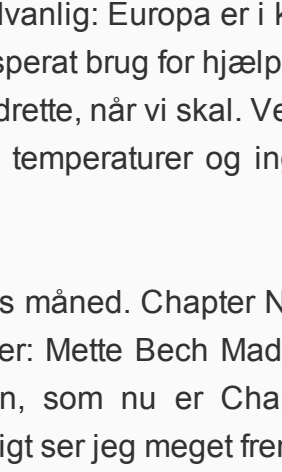 lvanlig: Europa er i k
sperat brug for hjælp
drette, når vi skal. Ve
temperaturer og ing
s måned. Chapter N
er: Mette Bech Mad
n, som nu er Cha
igt ser jeg meget frem